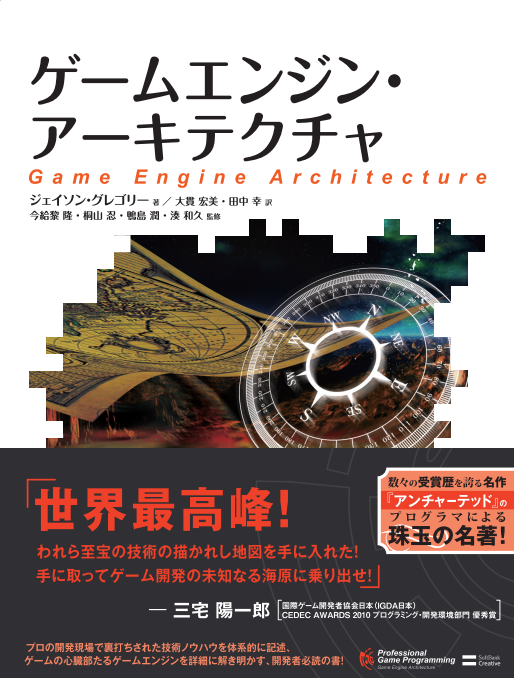 ゲームエンジン・
アーキテクチャ
Game Engine Architecture
ジェイソン・グレゴリー 著 ／ 大貫 宏美・田中 幸 訳
今給黎 隆・桐山 忍・鴨島 潤・湊 和久 監修
NW
N
NE
E
SE
S
SW
W
数々の受賞歴を誇る名作
『アンチャーテッド』の
プログラマによる
珠玉の名著!
「世界最高峰!
われら至宝の技術の描かれし地図を手に入れた!
手に取ってゲーム開発の未知なる海原に乗り出せ!」
― 三宅 陽一郎
国際ゲーム開発者協会日本（IGDA日本）
CEDEC AWARDS 2010 プログラミング・開発環境部門 優秀賞
プロの開発現場で裏打ちされた技術ノウハウを体系的に記述、
ゲームの心臓部たるゲームエンジンを詳細に解き明かす、開発者必読の書!
Professional
Game Programming
Game Engine Architecture
SoftBank
Creative